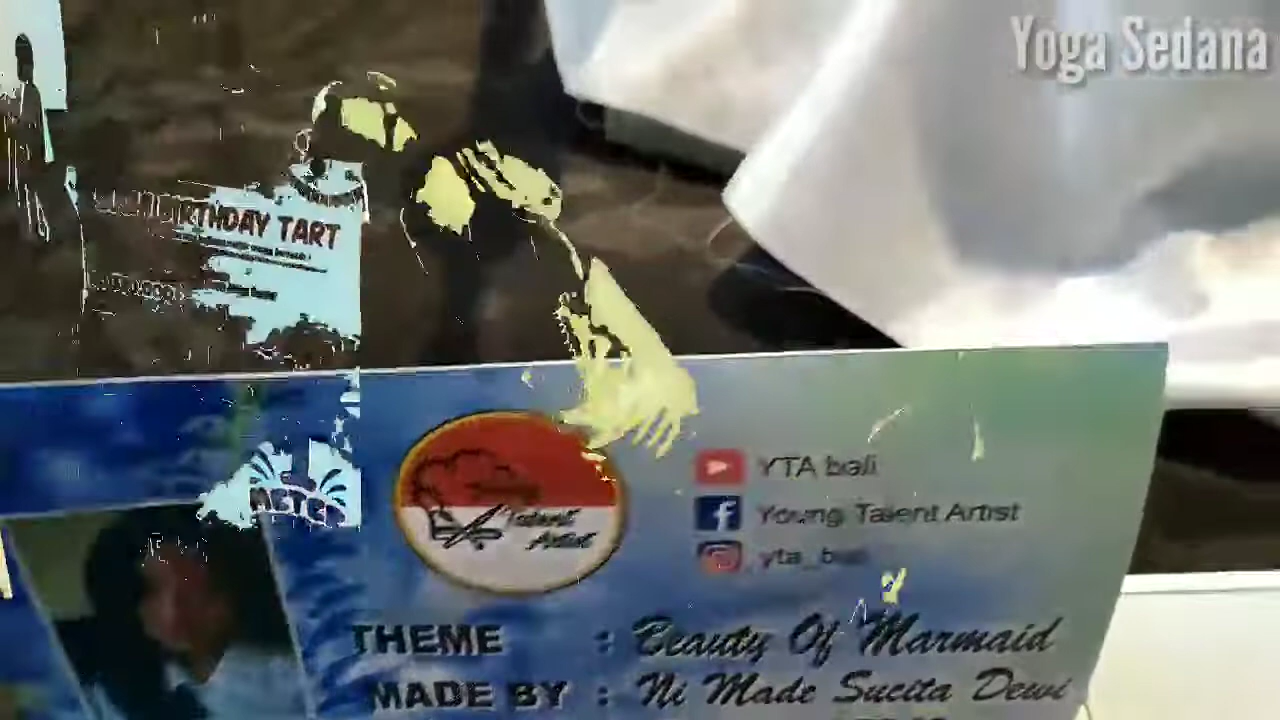 Yoga Sedana
BIRTHDAY TART
Talent
Artist
YTA bali
Young Talent Artist
THEME : Beauty Of Marmaid
MADE BY : Ni Made Sucita Dewi